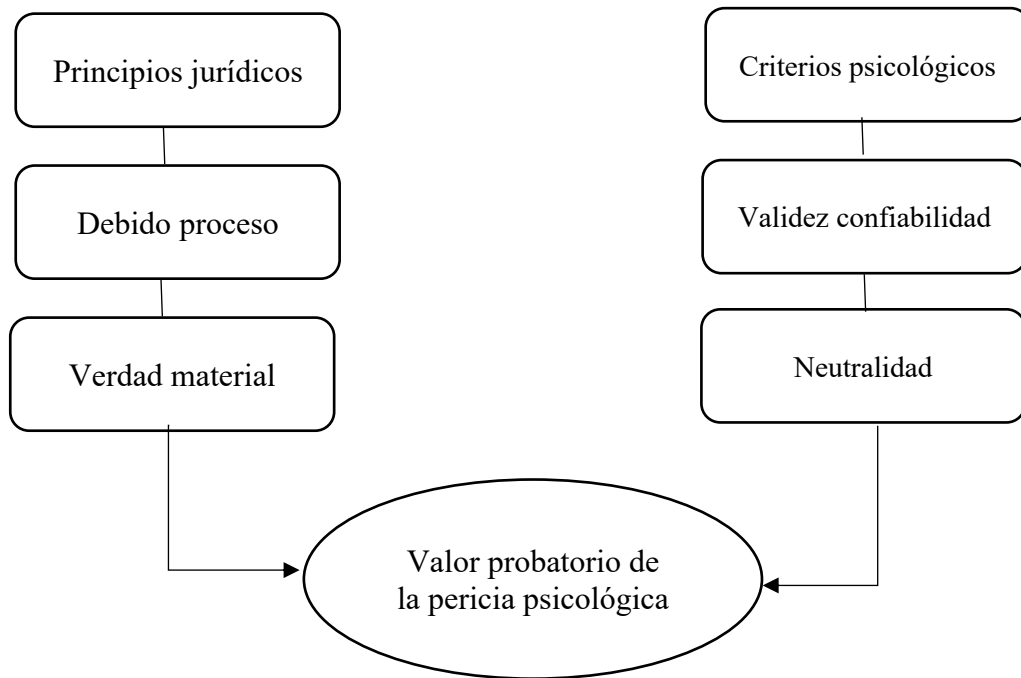 Principios jurídicos
Debido proceso
Verdad material
Criterios psicológicos
Validez confiabilidad
Neutralidad
Valor probatorio de
la pericia psicológica